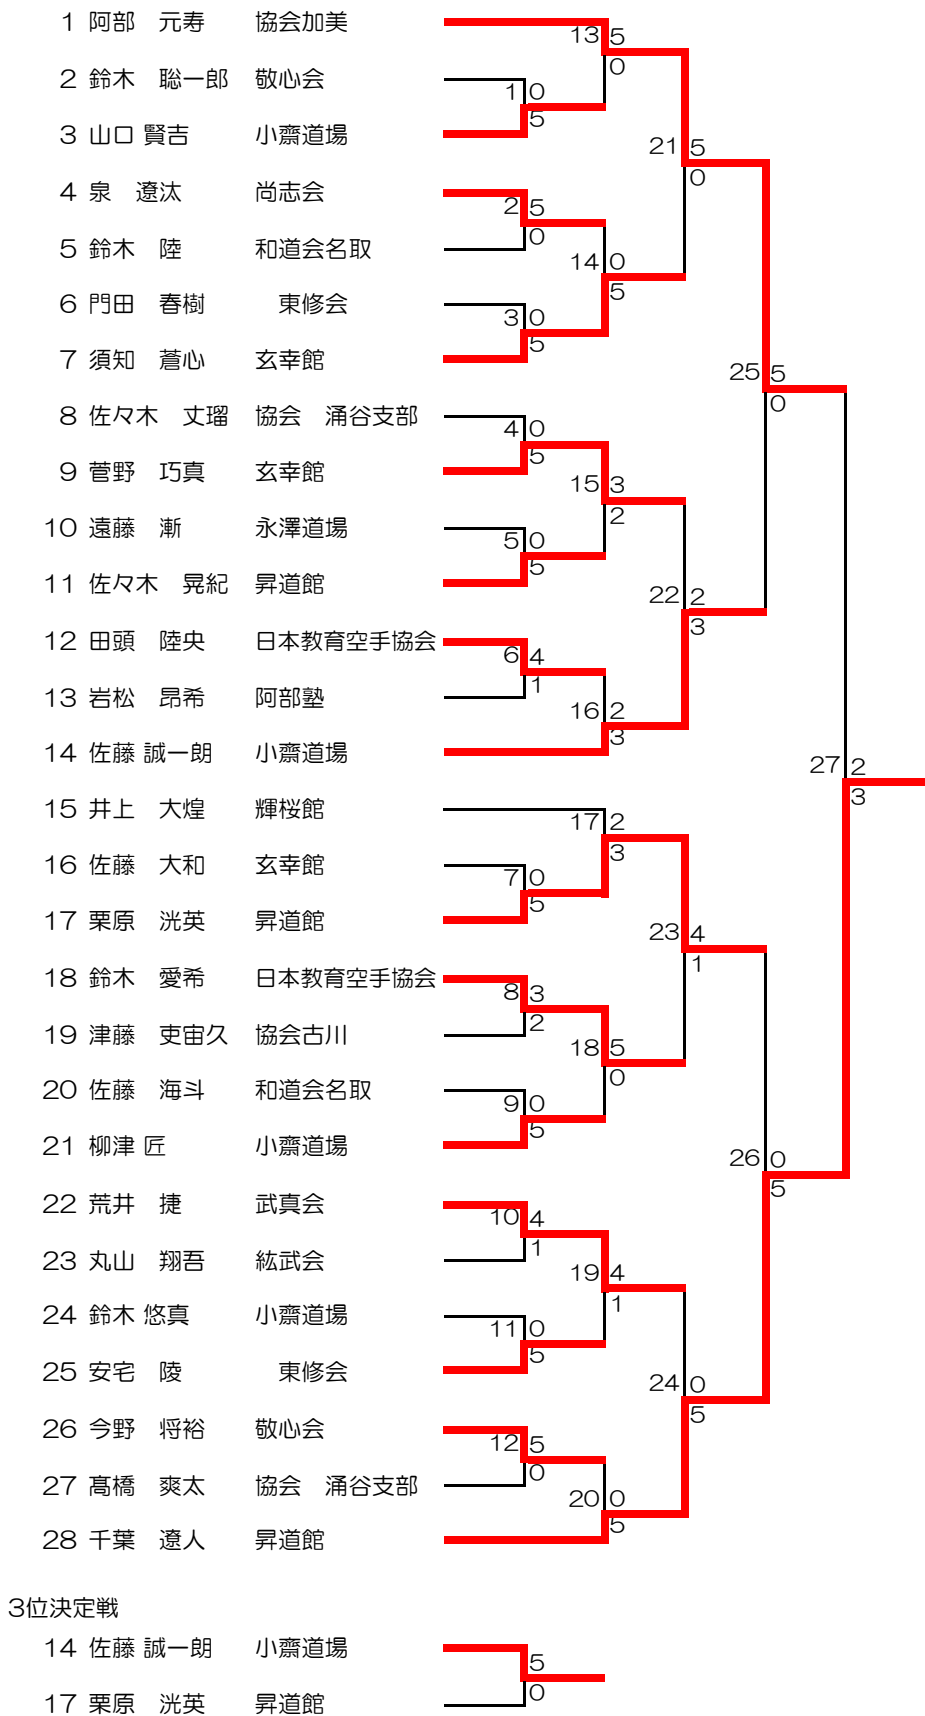 1 阿部　元寿　協会加美
13 5
0
2 鈴木　聡一郎　敬心会
1 0
5
3 山口 賢吉　小齋道場
21 5
0
4 泉　遼汰　尚志会
2 5
0
5 鈴木　陸　和道会名取
14 0
5
6 門田　春樹　東修会
3 0
5
7 須知　蒼心　玄幸館
25 5
0
8 佐々木　丈瑠　協会　涌谷支部
4 0
5
9 菅野　巧真　玄幸館
15 3
2
10 遠藤　漸　永澤道場
5 0
5
11 佐々木　晃紀　昇道館
22 2
3
12 田頭　陸央　日本教育空手協会
6 4
1
13 岩松　昂希　阿部塾
16 2
3
14 佐藤 誠一朗　小齋道場
27 2
3
15 井上　大煌　輝桜館
17 2
3
16 佐藤　大和　玄幸館
7 0
5
17 栗原　洸英　昇道館
23 4
1
18 鈴木　愛希　日本教育空手協会
8 3
2
19 津藤　吏宙久　協会古川
18 5
0
20 佐藤　海斗　和道会名取
9 0
5
21 柳津 匠　小齋道場
26 0
5
22 荒井　捷　武真会
10 4
1
23 丸山　翔吾　紘武会
19 4
1
24 鈴木 悠真　小齋道場
11 0
5
25 安宅　陵　東修会
24 0
5
26 今野　将裕　敬心会
12 5
0
27 髙橋　爽太　協会　涌谷支部
20 0
5
28 千葉　遼人　昇道館
3位決定戦
14 佐藤 誠一朗　小齋道場
5
0
17 栗原　洸英　昇道館